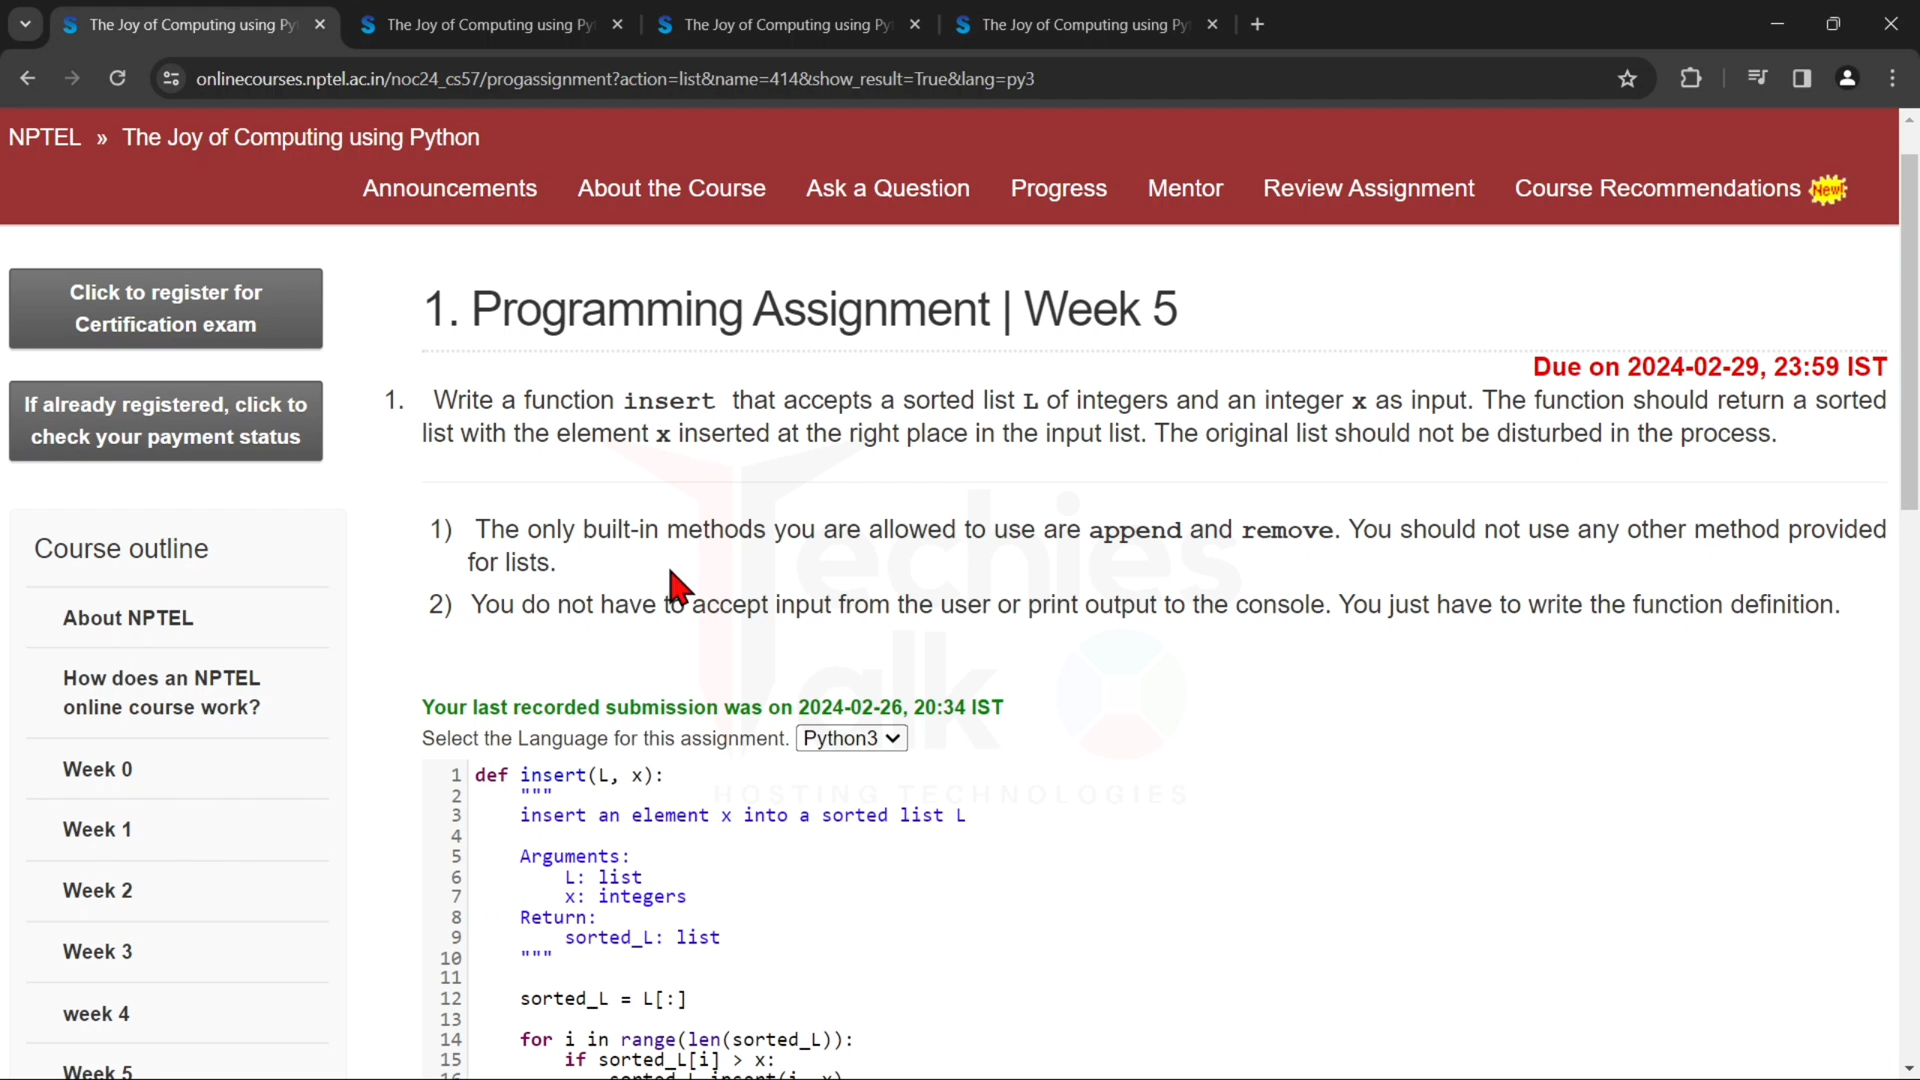 The Joy of Computing using Py
The Joy of Computing using Py
The Joy of Computing using Py
The Joy of Computing using Py
onlinecourses.nptel.ac.in/noc24_cs57/progassignment?action=list&name=414&show_result=True&lang=py3
NPTEL » The Joy of Computing using Python
Announcements About the Course Ask a Question Progress Mentor Review Assignment Course Recommendations New!
Click to register for
Certification exam
If already registered, click to
check your payment status
Course outline
About NPTEL
How does an NPTEL
online course work?
Week 0
Week 1
Week 2
Week 3
week 4
Week 5
1. Programming Assignment | Week 5
Due on 2024-02-29, 23:59 IST
1. Write a function insert that accepts a sorted list L of integers and an integer x as input. The function should return a sorted
list with the element x inserted at the right place in the input list. The original list should not be disturbed in the process.
1) The only built-in methods you are allowed to use are append and remove. You should not use any other method provided
for lists.
2) You do not have to accept input from the user or print output to the console. You just have to write the function definition.
Techies
Talk
HOSTING TECHNOLOGIES
Your last recorded submission was on 2024-02-26, 20:34 IST
Select the Language for this assignment. Python3
1 def insert(L, x):
2 """
3 insert an element x into a sorted list L
4
5 Arguments:
6 L: list
7 x: integers
8 Return:
9 sorted_L: list
10 """
11
12 sorted_L = L[:]
13
14 for i in range(len(sorted_L)):
15 if sorted_L[i] > x:
16 sorted_L.insert(i, x)